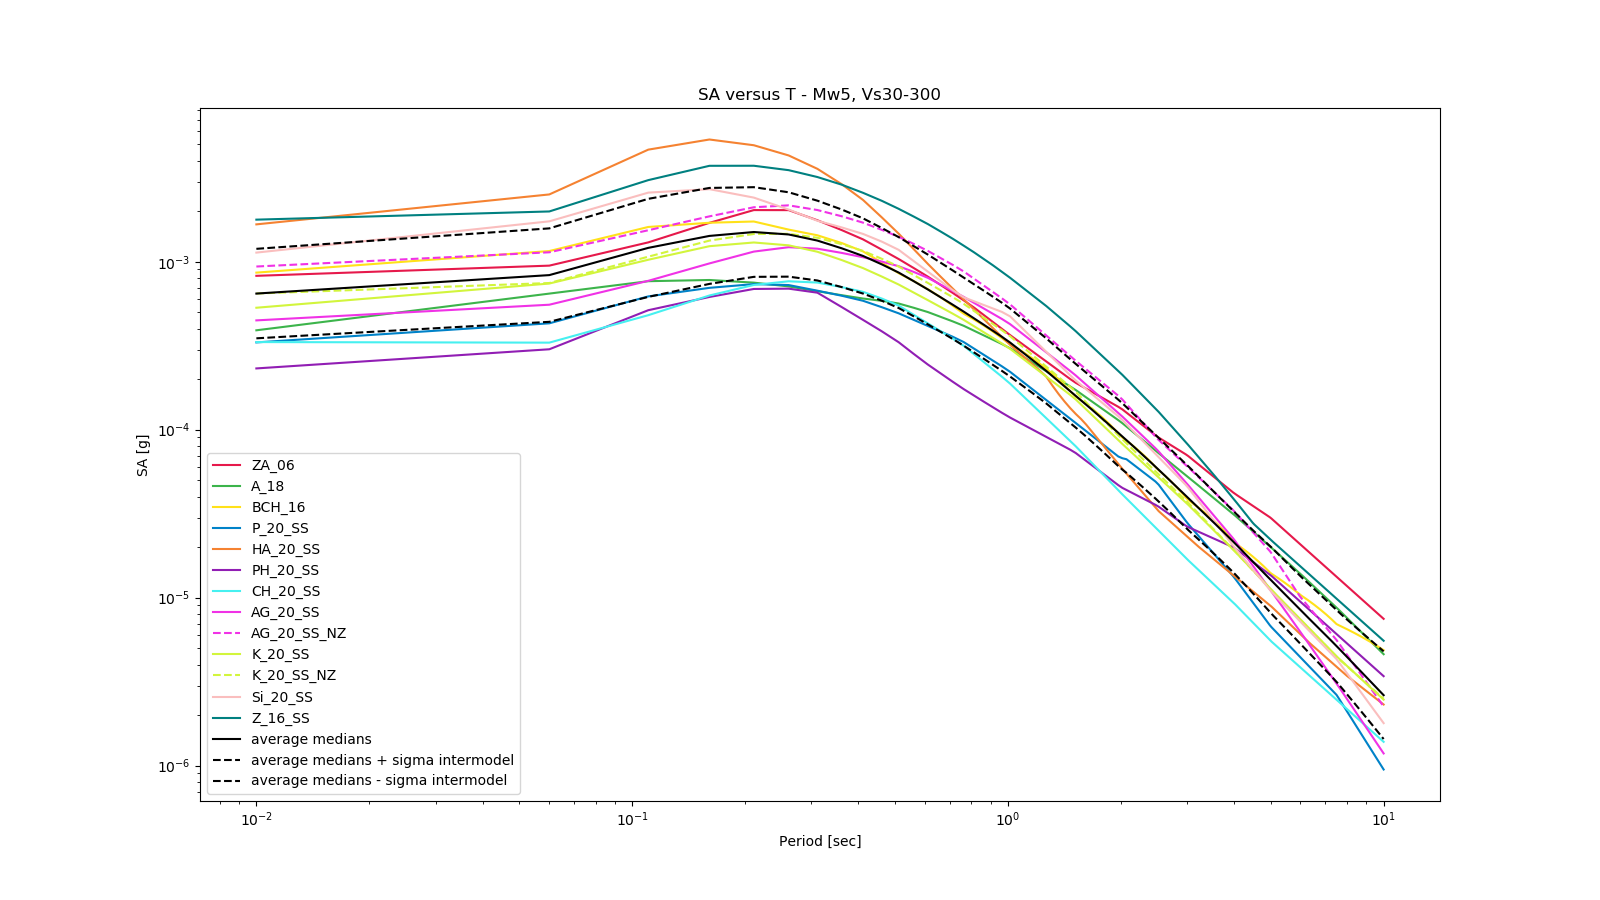 SA versus T - Mw5, Vs30-300
SA [g]
10⁻³
10⁻⁴
10⁻⁵
10⁻⁶
ZA_06
A_18
BCH_16
P_20_SS
HA_20_SS
PH_20_SS
CH_20_SS
AG_20_SS
AG_20_SS_NZ
K_20_SS
K_20_SS_NZ
Si_20_SS
Z_16_SS
average medians
average medians + sigma intermodel
average medians - sigma intermodel
10⁻² 10⁻¹ 10⁰ 10¹
Period [sec]